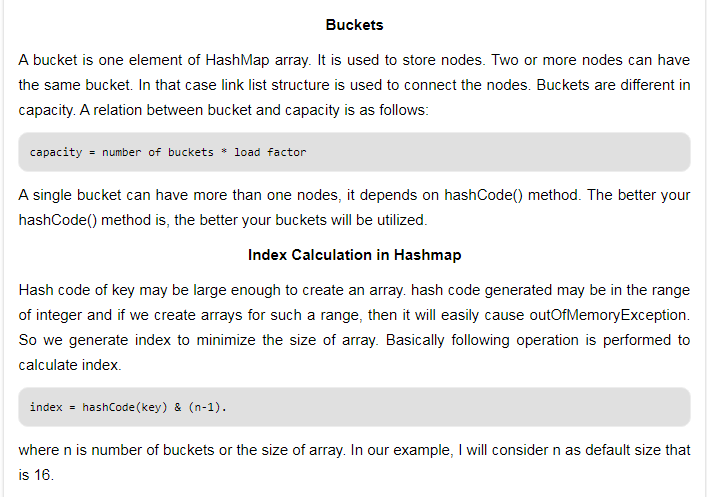 Buckets
A bucket is one element of HashMap array. It is used to store nodes. Two or more nodes can have
the same bucket. In that case link list structure is used to connect the nodes. Buckets are different in
capacity. A relation between bucket and capacity is as follows:
capacity = number of buckets * load factor
A single bucket can have more than one nodes, it depends on hashCode() method. The better your
hashCode() method is, the better your buckets will be utilized.
Index Calculation in Hashmap
Hash code of key may be large enough to create an array. hash code generated may be in the range
of integer and if we create arrays for such a range, then it will easily cause outOfMemoryException.
So we generate index to minimize the size of array. Basically following operation is performed to
calculate index.
index = hashCode(key) & (n-1).
where n is number of buckets or the size of array. In our example, I will consider n as default size that
is 16.